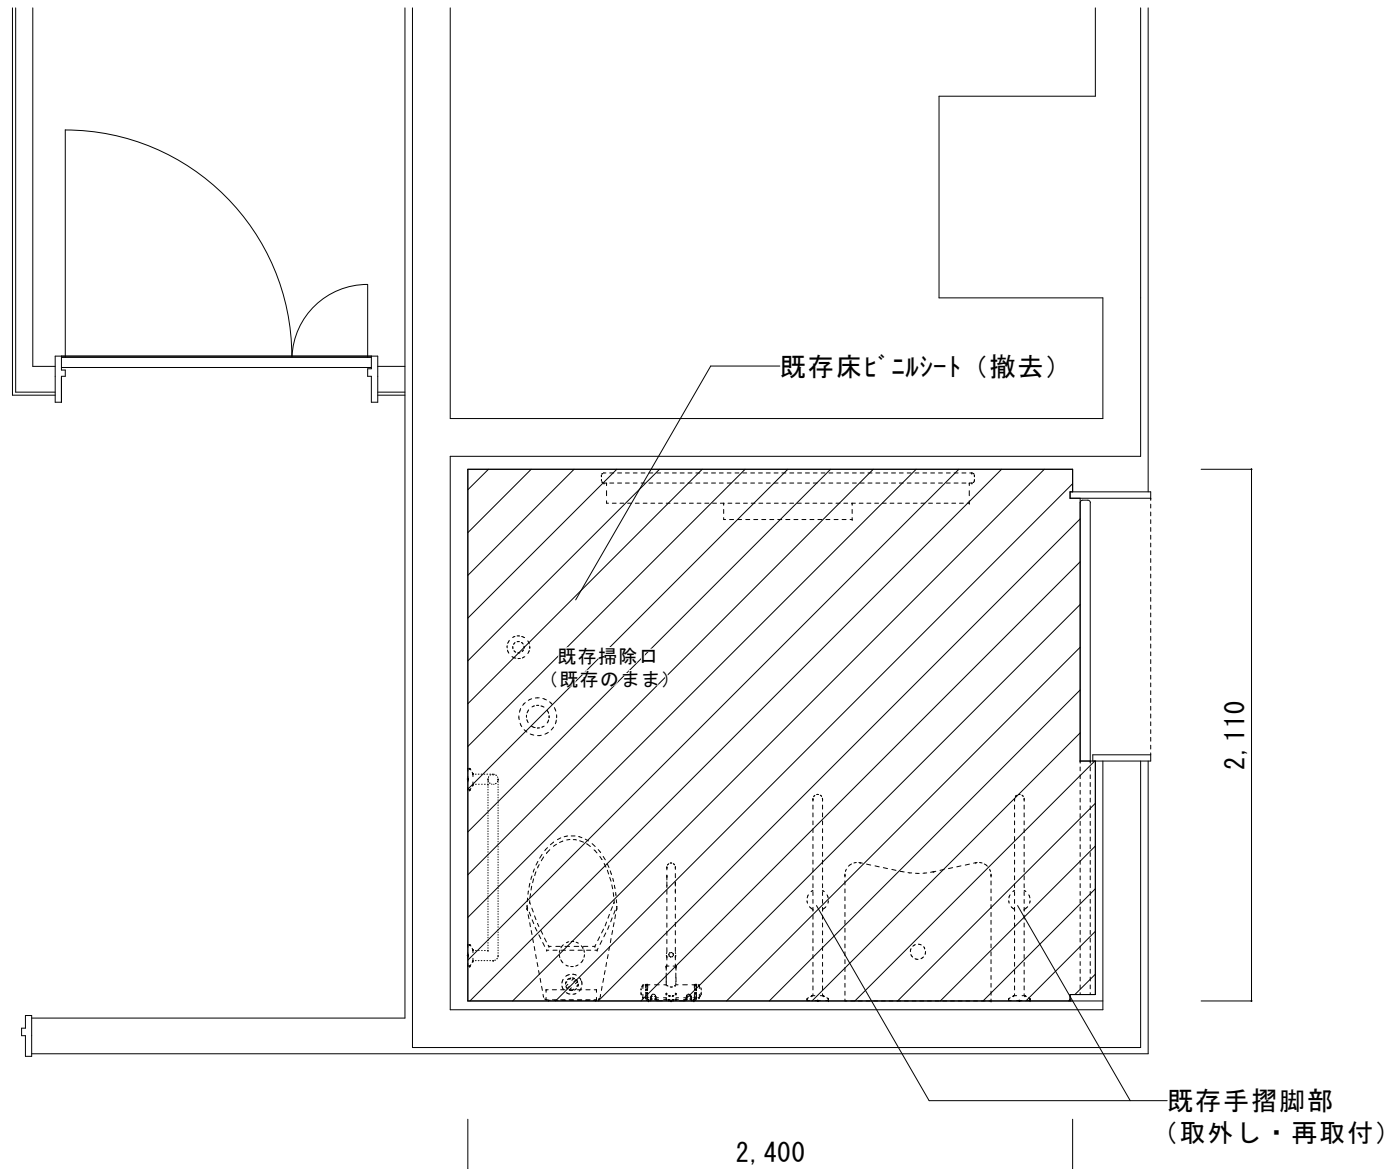 既存床ﾋﾞﾆﾙｼｰﾄ（撤去）
既存掃除口
（既存のまま）
2,110
既存手摺脚部
（取外し・再取付）
2,400